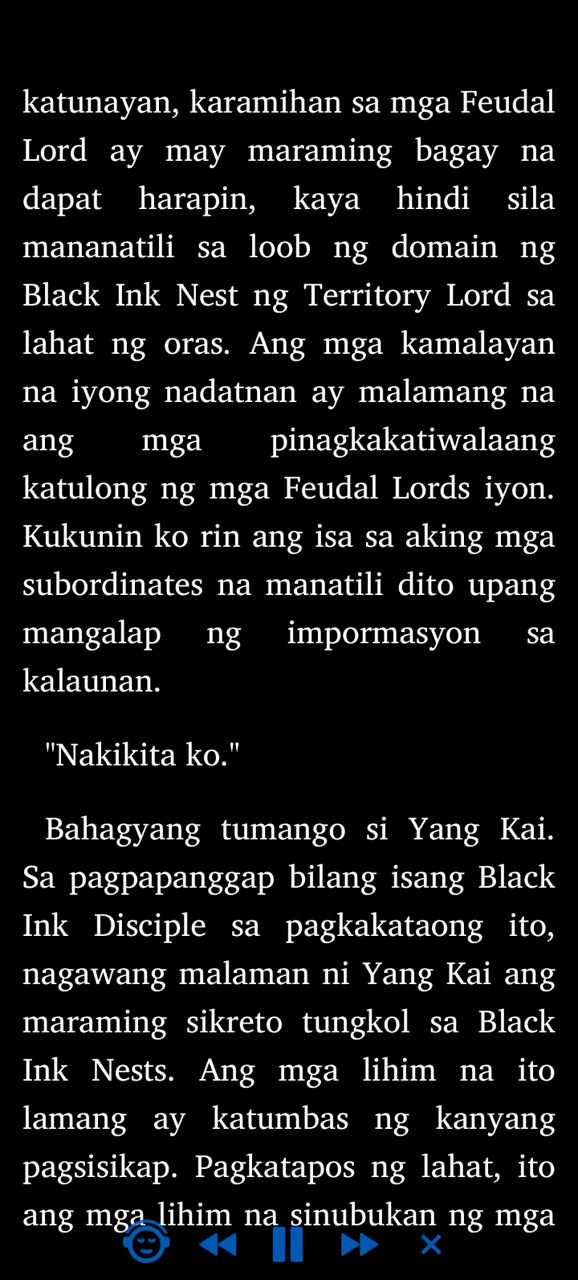 katunayan, karamihan sa mga Feudal
Lord ay may maraming bagay na
dapat harapin, kaya hindi sila
mananatili sa loob ng domain ng
Black Ink Nest ng Territory Lord sa
lahat ng oras. Ang mga kamalayan
na iyong nadatnan ay malamang na
ang mga pinagkakatiwalaang
katulong ng mga Feudal Lords iyon.
Kukunin ko rin ang isa sa aking mga
subordinates na manatili dito upang
mangalap ng impormasyon sa
kalaunan.
"Nakikita ko."
Bahagyang tumango si Yang Kai.
Sa pagpapanggap bilang isang Black
Ink Disciple sa pagkakataong ito,
nagawang malaman ni Yang Kai ang
maraming sikreto tungkol sa Black
Ink Nests. Ang mga lihim na ito
lamang ay katumbas ng kanyang
pagsisikap. Pagkatapos ng lahat, ito
ang mga lihim na sinubukan ng mga